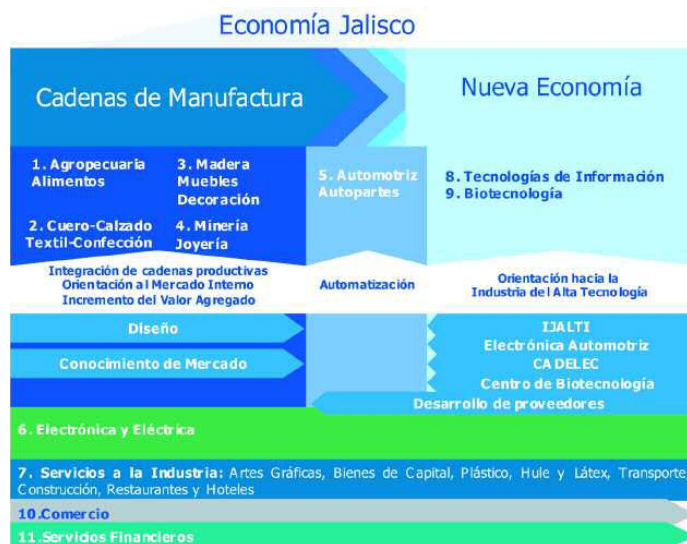 Economía Jalisco
Cadenas de Manufactura
Nueva Economía
1. Agropecuaria
Alimentos
2. Cuero-Calzado
Textil-Confección
3. Madera
Muebles
Decoración
4. Minería
Joyería
5. Automotriz
Autopartes
8. Tecnologías de Información
9. Biotecnología
Integración de cadenas productivas
Orientación al Mercado Interno
Incremento del Valor Agregado
Automatización
Orientación hacia la
Industria del Alta Tecnología
Diseño
Conocimiento de Mercado
IJALTI
Electrónica Automotriz
CADELEC
Centro de Biotecnología
Desarrollo de proveedores
6. Electrónica y Eléctrica
7. Servicios a la Industria: Artes Gráficas, Bienes de Capital, Plástico, Hule y Látex, Transporte,
Construcción, Restaurantes y Hoteles
10.Comercio
11.Servicios Financieros